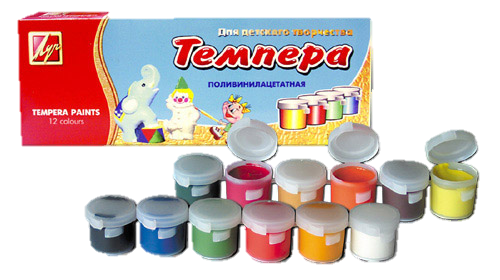 Луч
Для детского творчества
Темпера
ПОЛИВИНИЛАЦЕТАТНАЯ
TEMPERA PAINTS
12 colours